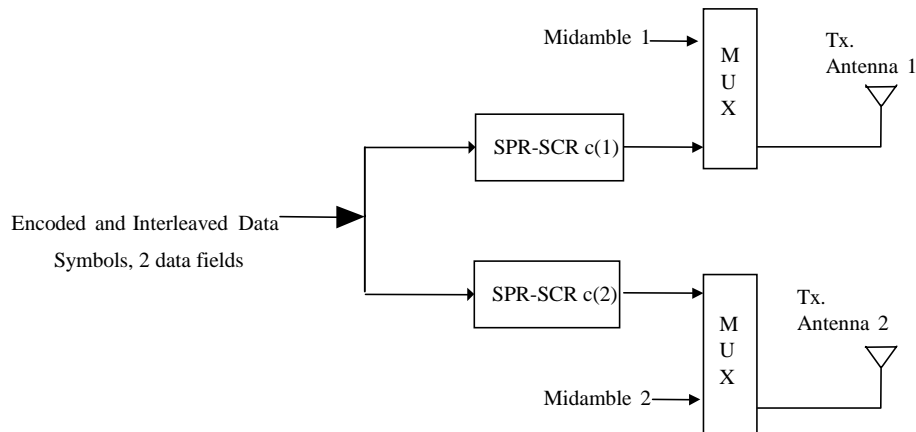 Midamble 1
M
U
X
Tx.
Antenna 1
SPR-SCR c(1)
Encoded and Interleaved Data
Symbols, 2 data fields
SPR-SCR c(2)
M
U
X
Tx.
Antenna 2
Midamble 2